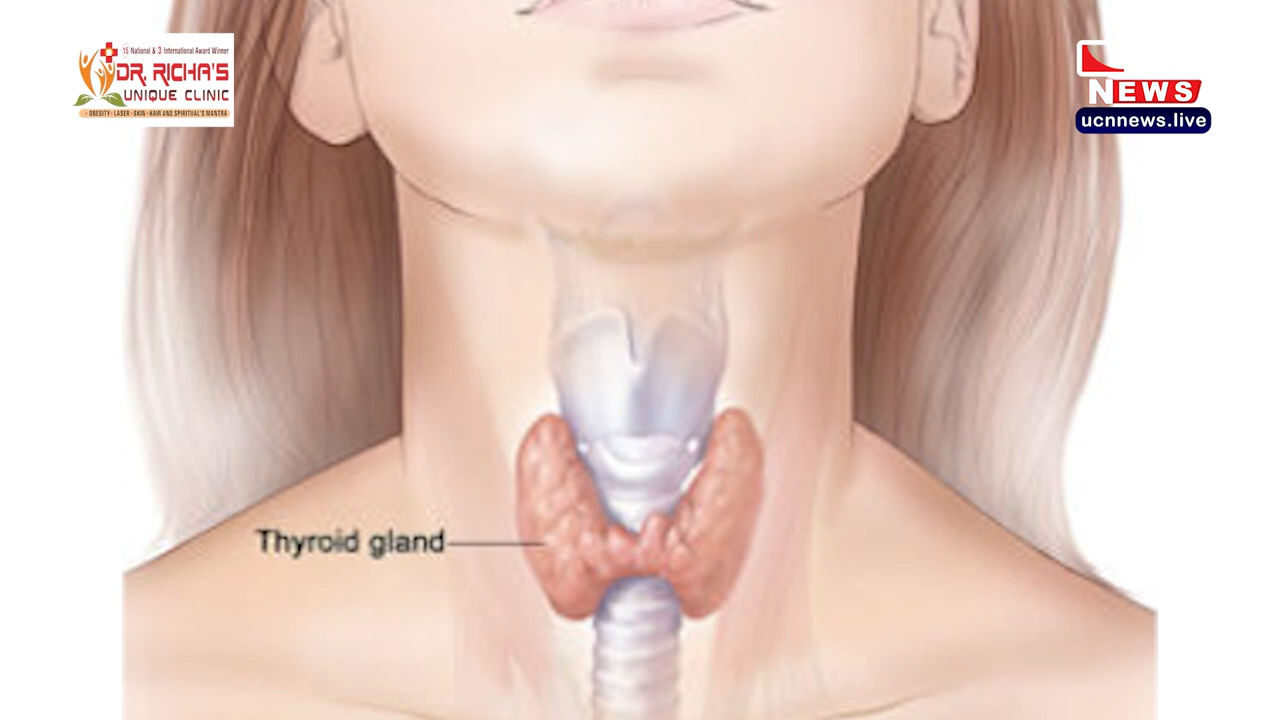 15 National & 3 International Award Winner
DR. RICHA'S
UNIQUE CLINIC
OBESITY - LASER - SKIN - HAIR AND SPIRITUAL'S MANTRA
NEWS
ucnnews.live
Thyroid gland